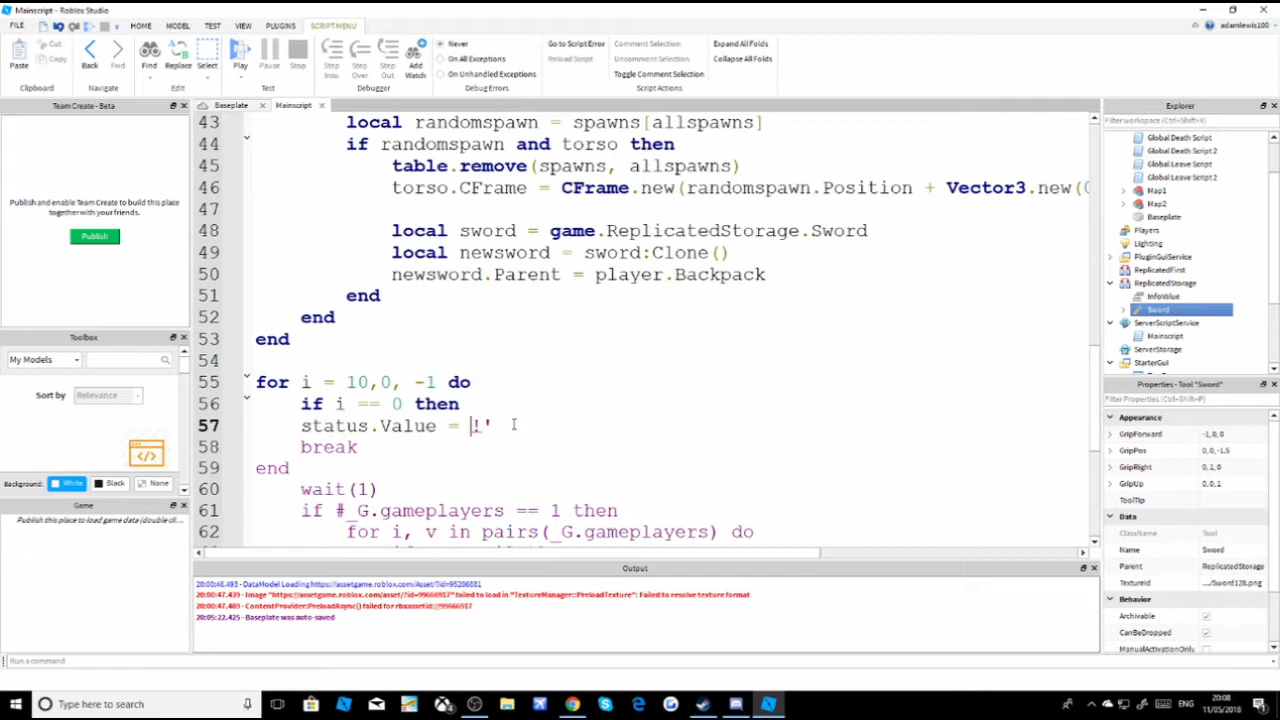 Mainscript - Roblox Studio
FILE HOME MODEL TEST VIEW PLUGINS SCRIPT MENU adamlewis100
Paste Cut Copy Back Fwd Find Replace Select Play Pause Stop Step Into Step Over Step Out Add Watch
Never
On All Exceptions
On Unhandled Exceptions
Go to Script Error
Reload Script
Comment Selection
Uncomment Selection
Toggle Comment Selection
Expand All Folds
Collapse All Folds
Clipboard Navigate Edit Test Debugger Debug Errors Script Actions
Team Create - Beta
Publish and enable Team Create to build this place
together with your friends.
Publish
Toolbox
My Models
Sort by Relevance
Background: White Black None
Game
Publish this place to load game data (double cli...
Baseplate Mainscript
43 local randomspawn = spawns[allspawns]
44 if randomspawn and torso then
45 table.remove(spawns, allspawns)
46 torso.CFrame = CFrame.new(randomspawn.Position + Vector3.new(0
47
48 local sword = game.ReplicatedStorage.Sword
49 local newsword = sword:Clone()
50 newsword.Parent = player.Backpack
51 end
52 end
53 end
54
55 for i = 10,0, -1 do
56 if i == 0 then
57 status.Value = !'
58 break
59 end
60 wait(1)
61 if #_G.gameplayers == 1 then
62 for i, v in pairs(_G.gameplayers) do
Output
20:00:46.493 - DataModel Loading https://assetgame.roblox.com/Asset/?id=95206881
20:00:47.439 - Image "https://assetgame.roblox.com/asset/?id=99666917" failed to load in "TextureManager::PreloadTexture": Failed to resolve texture format
20:00:47.489 - ContentProvider:PreloadAsync() failed for rbxassetid://99666917
20:05:22.425 - Baseplate was auto-saved
Run a command
Explorer
Filter workspace (Ctrl+Shift+X)
Global Death Script
Global Death Script 2
Global Leave Script
Global Leave Script 2
Map1
Map2
Baseplate
Players
Lighting
PluginGuiService
ReplicatedFirst
ReplicatedStorage
InfoValue
Sword
ServerScriptService
Mainscript
ServerStorage
StarterGui
Properties - Tool "Sword"
Filter Properties (Ctrl+Shift+P)
Appearance
GripForward -1, 0, 0
GripPos 0, 0, -1.5
GripRight 0, 1, 0
GripUp 0, 0, 1
ToolTip
Data
ClassName Tool
Name Sword
Parent ReplicatedStorage
TextureId .../Sword128.png
Behavior
Archivable
CanBeDropped
ManualActivationOnly
Type here to search
ENG
20:08
11/05/2018